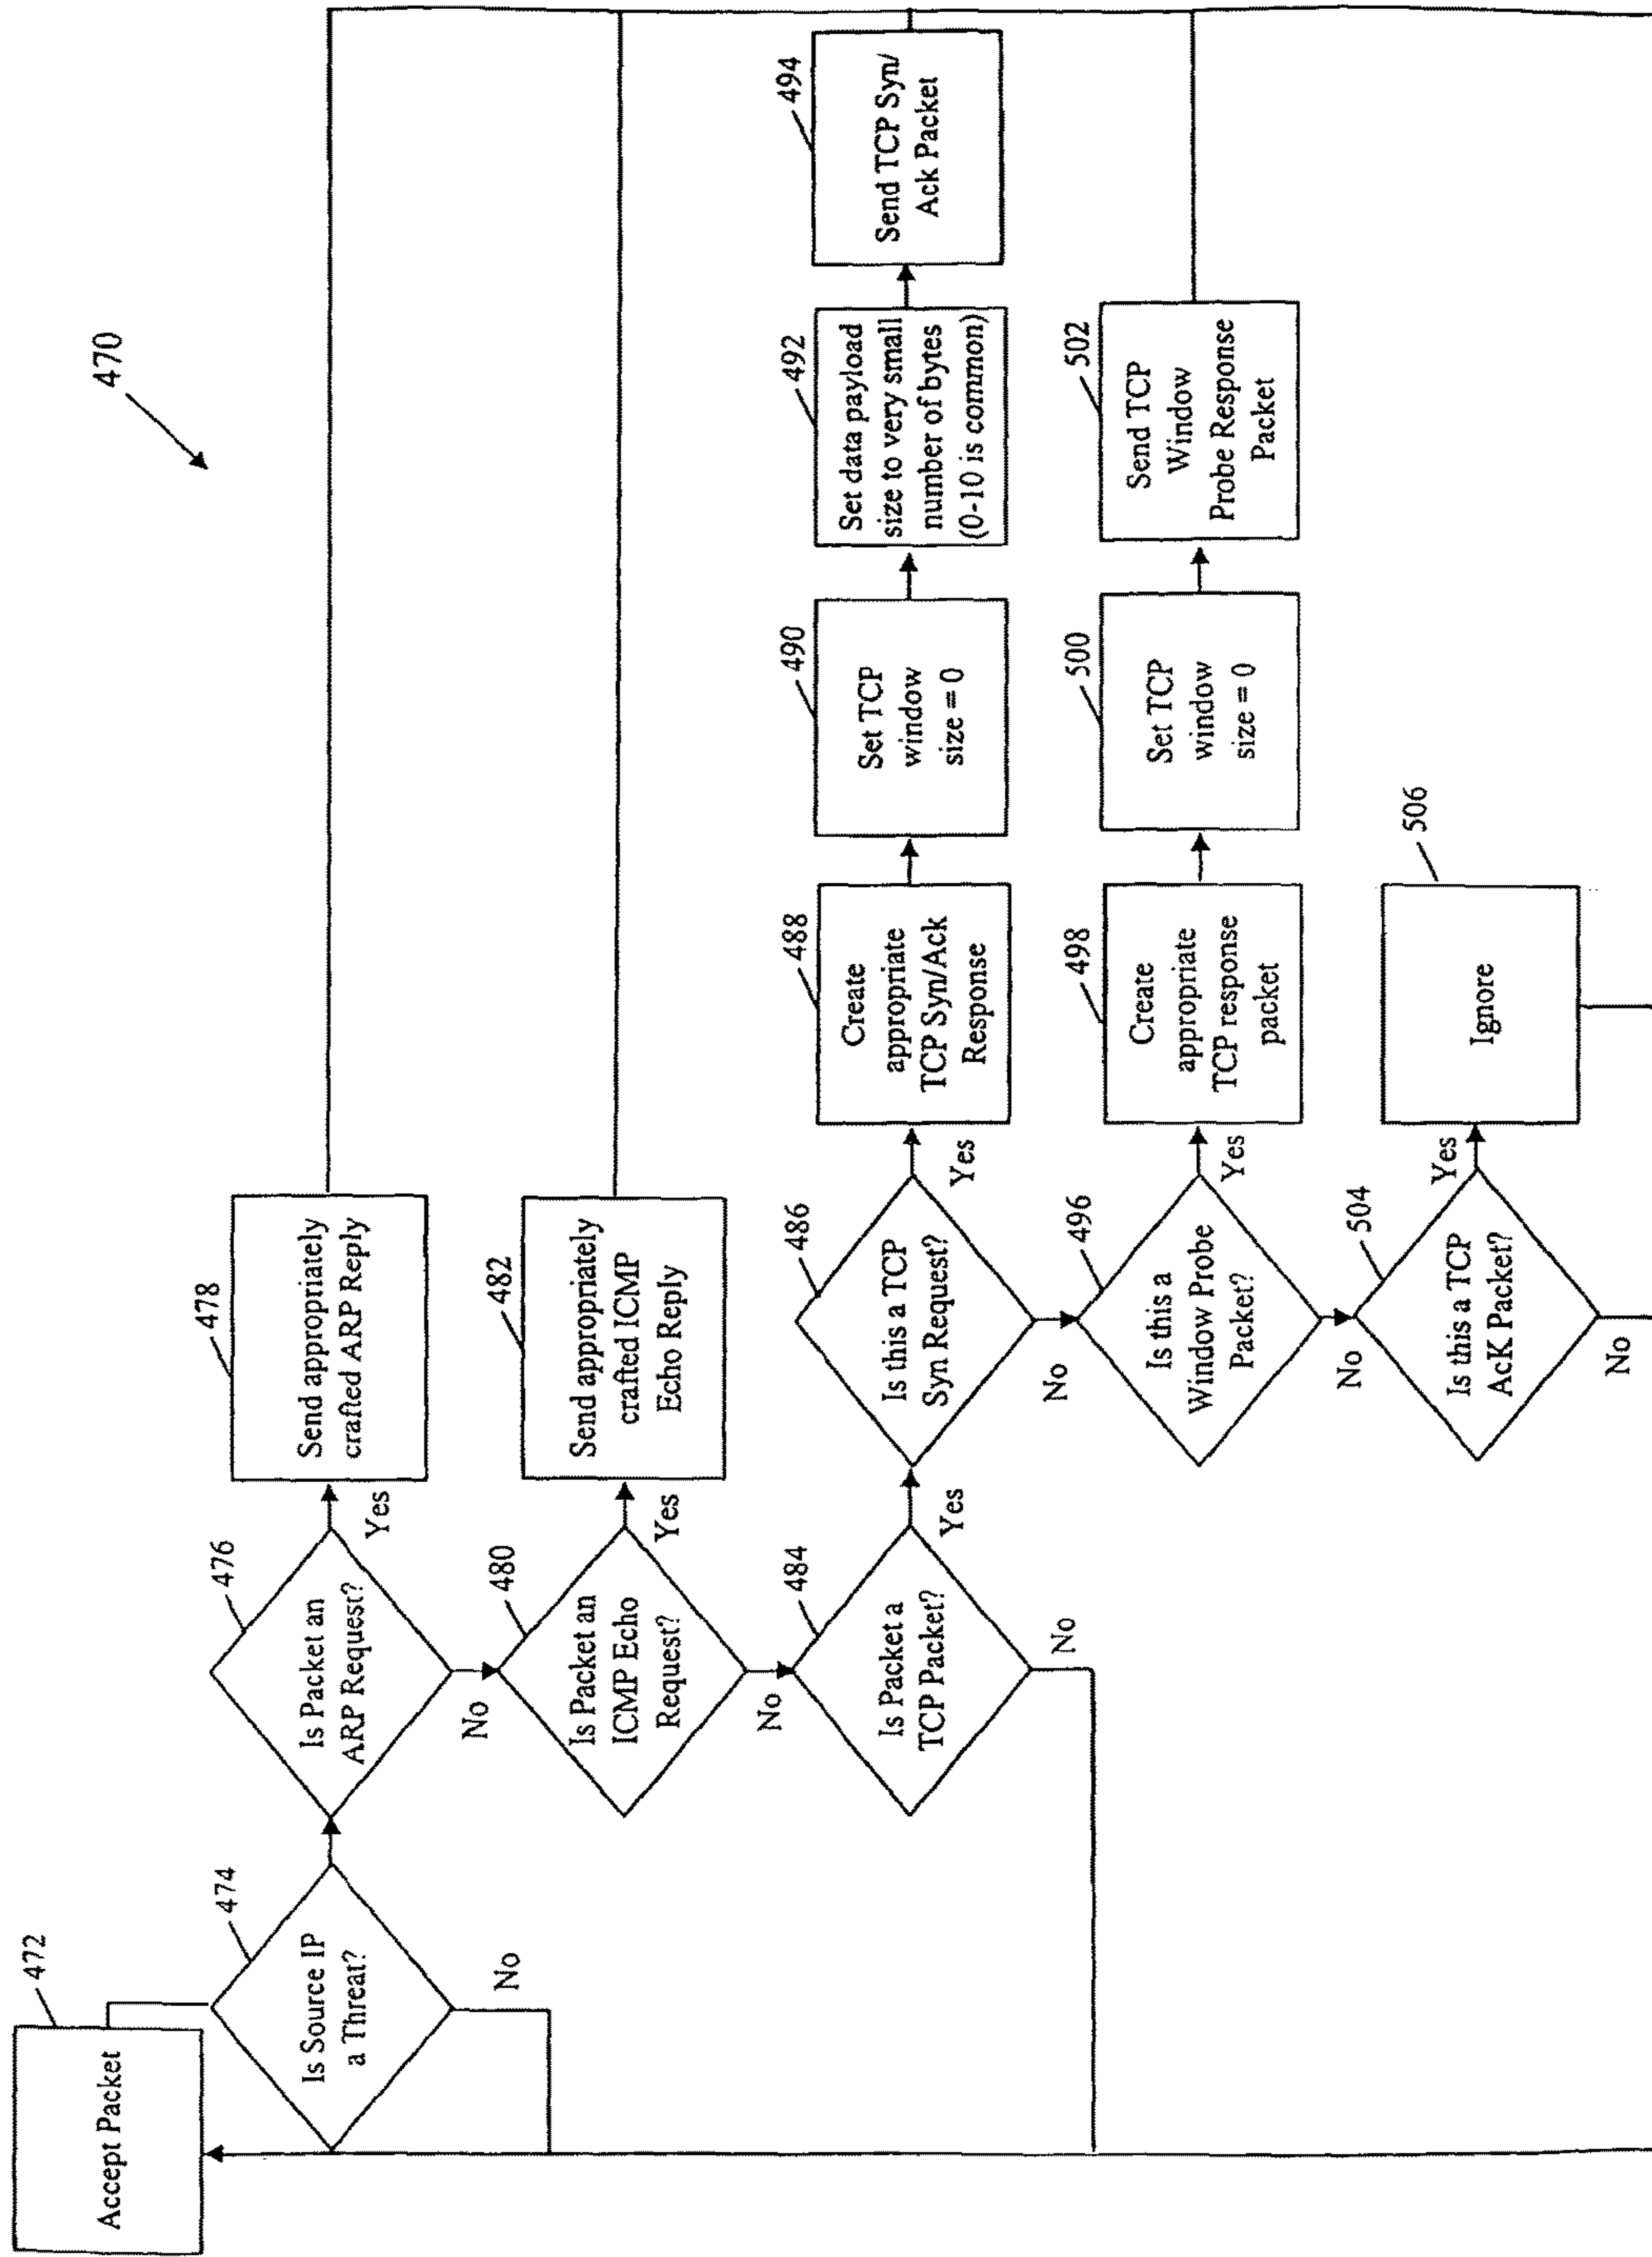 470
472
Accept Packet
474
Is Source IP
a Threat?
No
476
Is Packet an
ARP Request?
Yes
No
478
Send appropriately
crafted ARP Reply
480
Is Packet an
ICMP Echo
Request?
Yes
No
482
Send appropriately
crafted ICMP
Echo Reply
484
Is Packet a
TCP Packet?
Yes
No
486
Is this a TCP
Syn Request?
Yes
No
488
Create
appropriate
TCP Syn/Ack
Response
490
Set TCP
window
size = 0
492
Set data payload
size to very small
number of bytes
(0-10 is common)
494
Send TCP Syn/
Ack Packet
496
Is this a
Window Probe
Packet?
Yes
No
498
Create
appropriate
TCP response
packet
500
Set TCP
window
size = 0
502
Send TCP
Window
Probe Response
Packet
504
Is this a TCP
AcK Packet?
Yes
No
506
Ignore